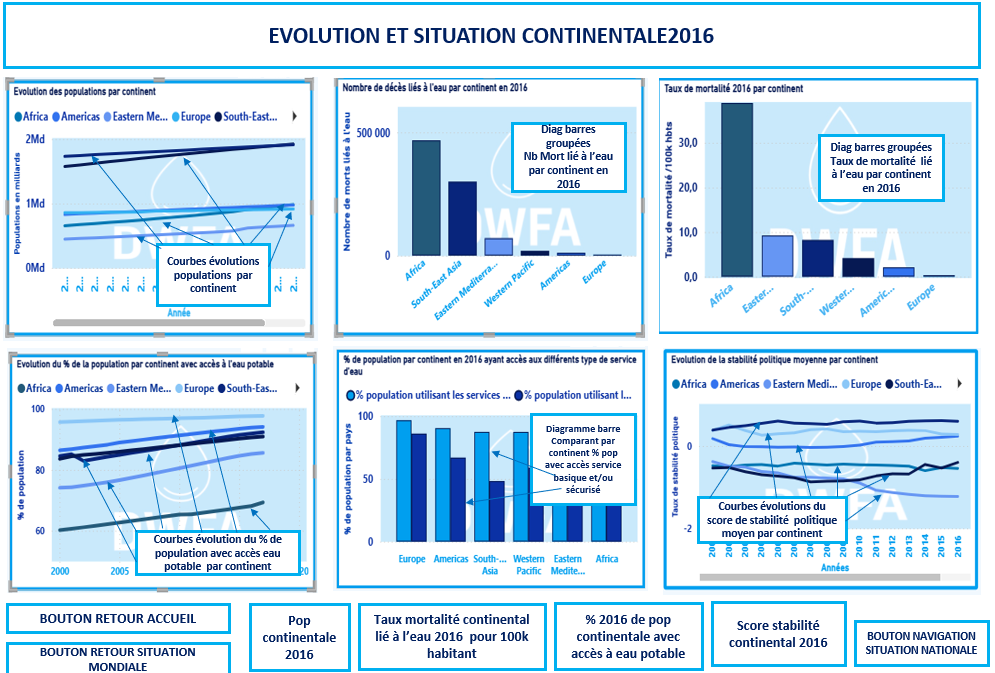 EVOLUTION ET SITUATION CONTINENTALE2016
Evolution des populations par continent
Africa Americas Eastern Me... Europe South-East...
Populations en milliards
2Md
1Md
0Md
DWFA
Courbes évolutions
populations par
continent
2... 2... 2... 2... 2... 2... 2... 2...
Année
Nombre de décès liés à l'eau par continent en 2016
Nombre de morts liés à l'eau
500 000
0
DWFA
Diag barres
groupées
Nb Mort lié à l'eau
par continent en
2016
Africa
South-East Asia
Eastern Mediterra...
Western Pacific
Americas
Europe
Taux de mortalité 2016 par continent
Taux de mortalité /100k hbts
30,0
20,0
10,0
0,0
DWFA
Diag barres groupées
Taux de mortalité lié
à l'eau par continent
en 2016
Africa
Easter...
South-...
Wester...
Americ...
Europe
Evolution du % de la population par continent avec accès à l'eau potable
Africa Americas Eastern Me... Europe South-Eas...
% de population
100
80
60
Courbes évolution du % de
population avec accès eau
potable par continent
2000 2005 20
% de population par continent en 2016 ayant accès aux différents type de service
d'eau
% population utilisant les services ... % population utilisant l...
% de population par pays
100
50
0
Diagramme barre
Comparant par
continent % pop
avec accès service
basique et/ou
sécurisé
Europe Americas South-... Asia Western Pacific Eastern Medite... Africa
Evolution de la stabilité politique moyenne par continent
Africa Americas Eastern Medi... Europe South-Ea...
Taux de stabilité politique
0
-2
Courbes évolutions du
score de stabilité politique
moyen par continent
2010 2011 2012 2013 2014 2015 2016
Années
BOUTON RETOUR ACCUEIL
BOUTON RETOUR SITUATION
MONDIALE
Pop
continentale
2016
Taux mortalité continental
lié à l'eau 2016 pour 100k
habitant
% 2016 de pop
continentale avec
accès à eau potable
Score stabilité
continental 2016
BOUTON NAVIGATION
SITUATION NATIONALE